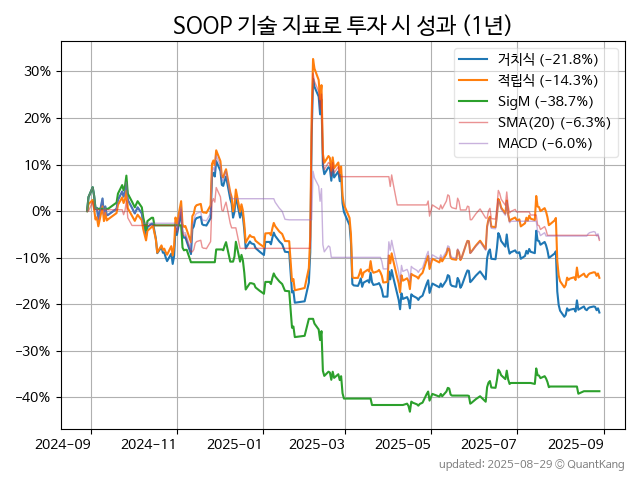 SOOP 기술 지표로 투자 시 성과 (1년)
거치식 (−21.8%)
적립식 (−14.3%)
SigM (−38.7%)
SMA(20) (−6.3%)
MACD (−6.0%)
30%
20%
10%
0%
−10%
−20%
−30%
−40%
2024-09 2024-11 2025-01 2025-03 2025-05 2025-07 2025-09
updated: 2025-08-29 ⓒ QuantKang